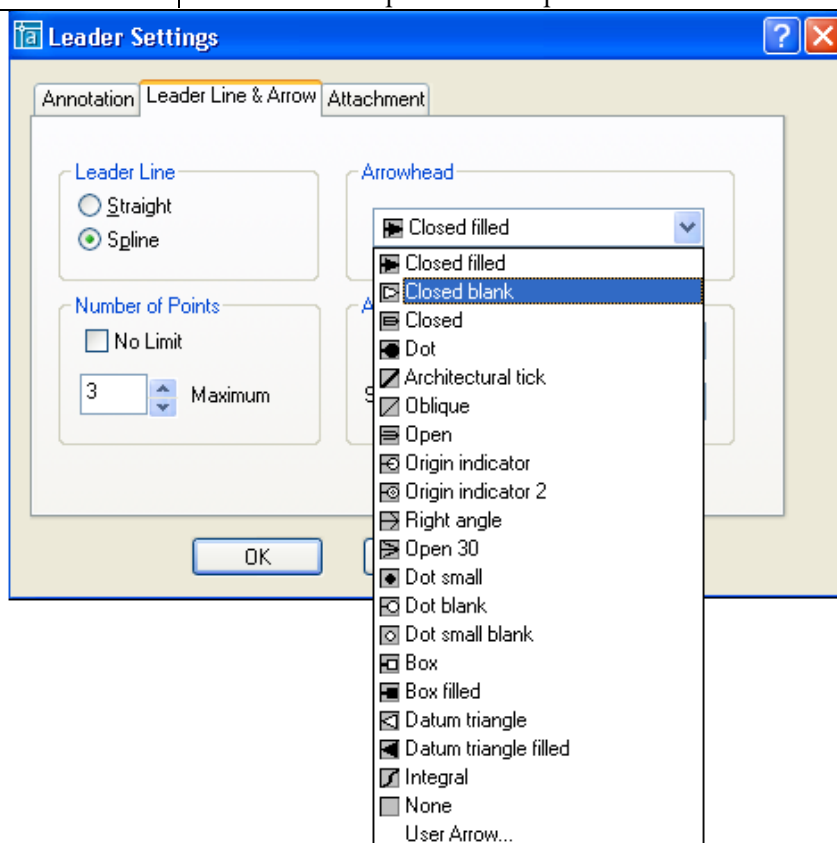 Leader Settings
Annotation Leader Line & Arrow Attachment
Leader Line
Straight
Spline
Number of Points
No Limit
3 Maximum
OK
Arrowhead
Closed filled
Closed filled
Closed blank
Closed
Dot
Architectural tick
Oblique
Open
Origin indicator
Origin indicator 2
Right angle
Open 30
Dot small
Dot blank
Dot small blank
Box
Box filled
Datum triangle
Datum triangle filled
Integral
None
User Arrow...